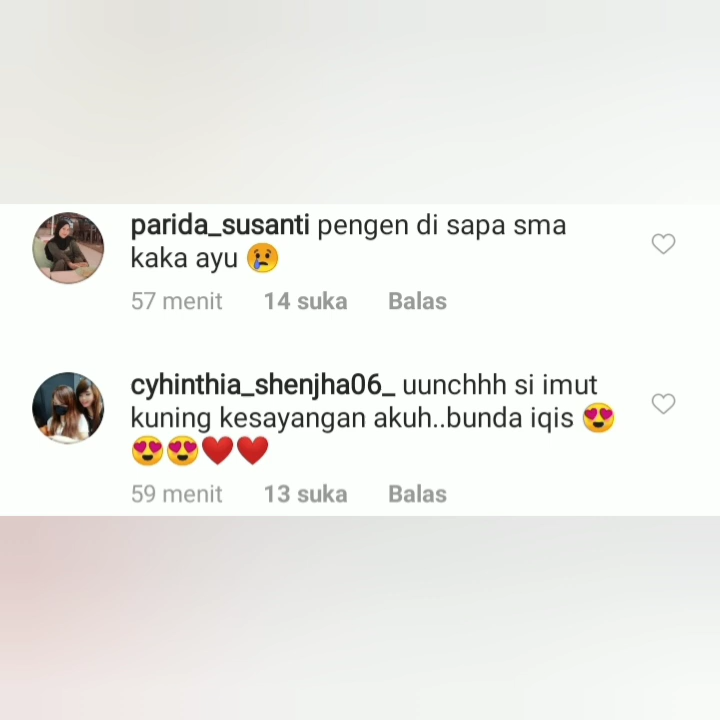 parida_susanti pengen di sapa sma
kaka ayu 😢
57 menit 14 suka Balas
cyhinthia_shenjha06_ uunchhh si imut
kuning kesayangan akuh..bunda iqis 😍
😍😍❤️❤️
59 menit 13 suka Balas